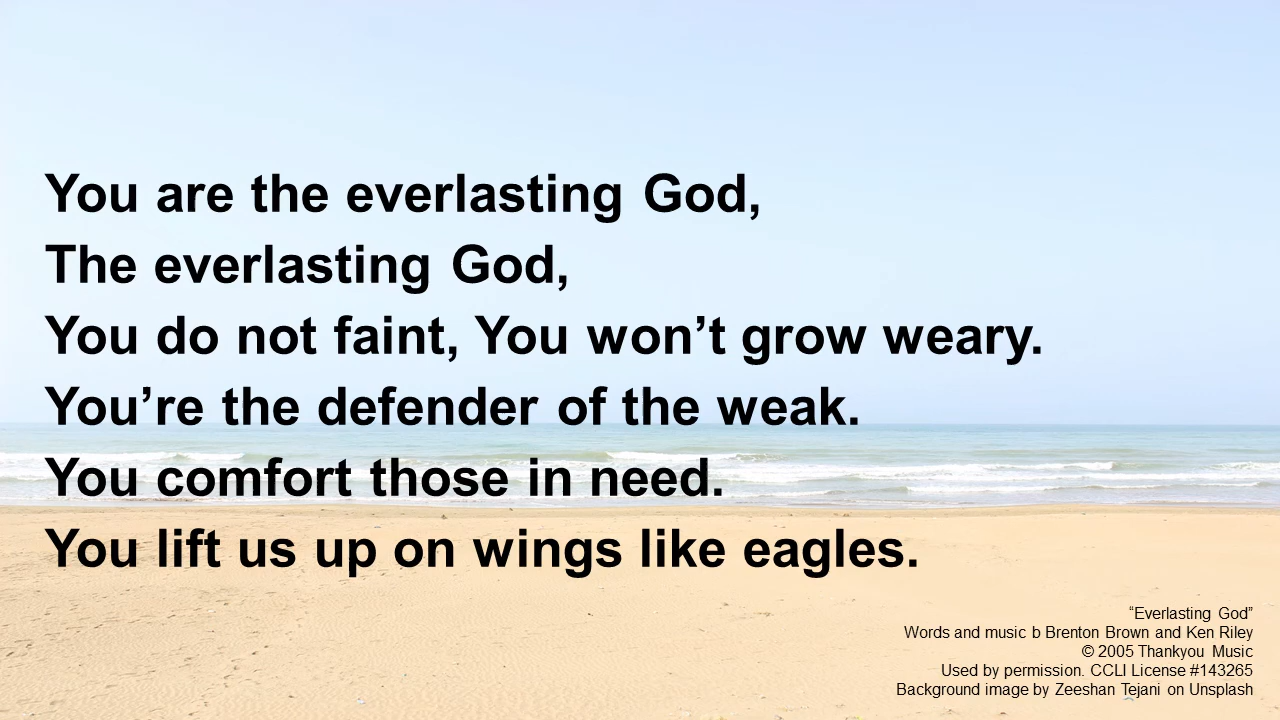 You are the everlasting God,
The everlasting God,
You do not faint, You won’t grow weary.
You’re the defender of the weak.
You comfort those in need.
You lift us up on wings like eagles.
“Everlasting God”
Words and music b Brenton Brown and Ken Riley
© 2005 Thankyou Music
Used by permission. CCLI License #143265
Background image by Zeeshan Tejani on Unsplash